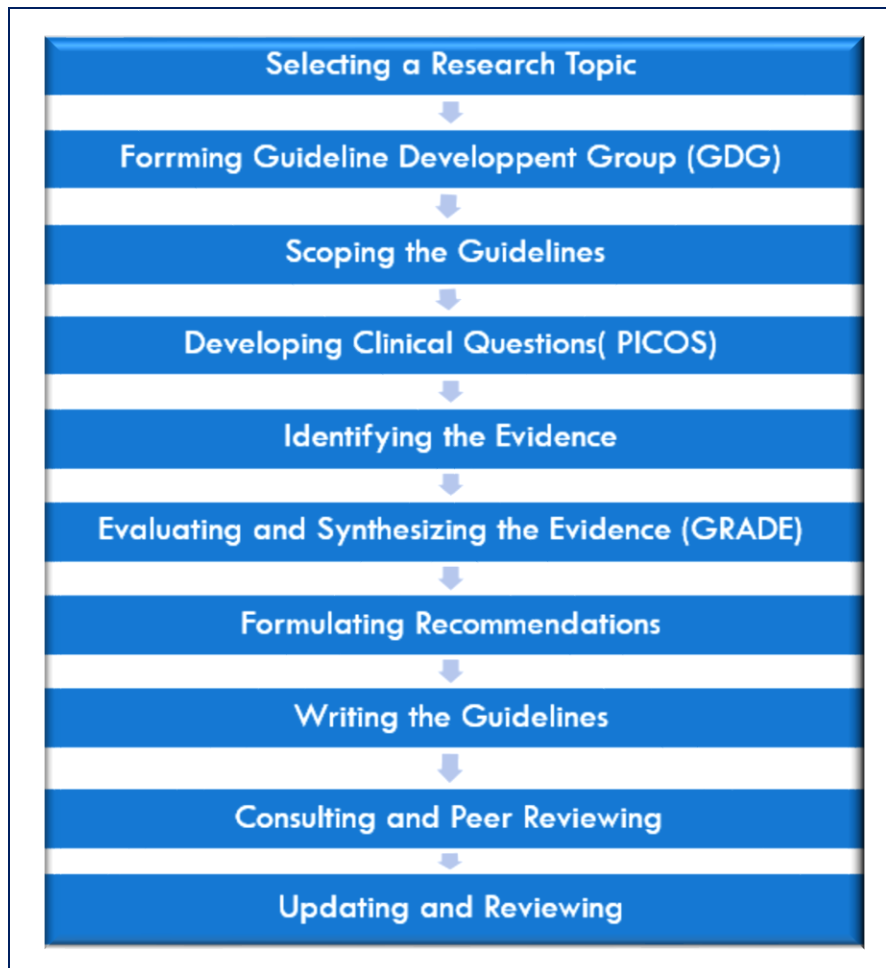 Selecting a Research Topic
Forrming Guideline Developpent Group (GDG)
Scoping the Guidelines
Developing Clinical Questions( PICOS)
Identifying the Evidence
Evaluating and Synthesizing the Evidence (GRADE)
Formulating Recommendations
Writing the Guidelines
Consulting and Peer Reviewing
Updating and Reviewing